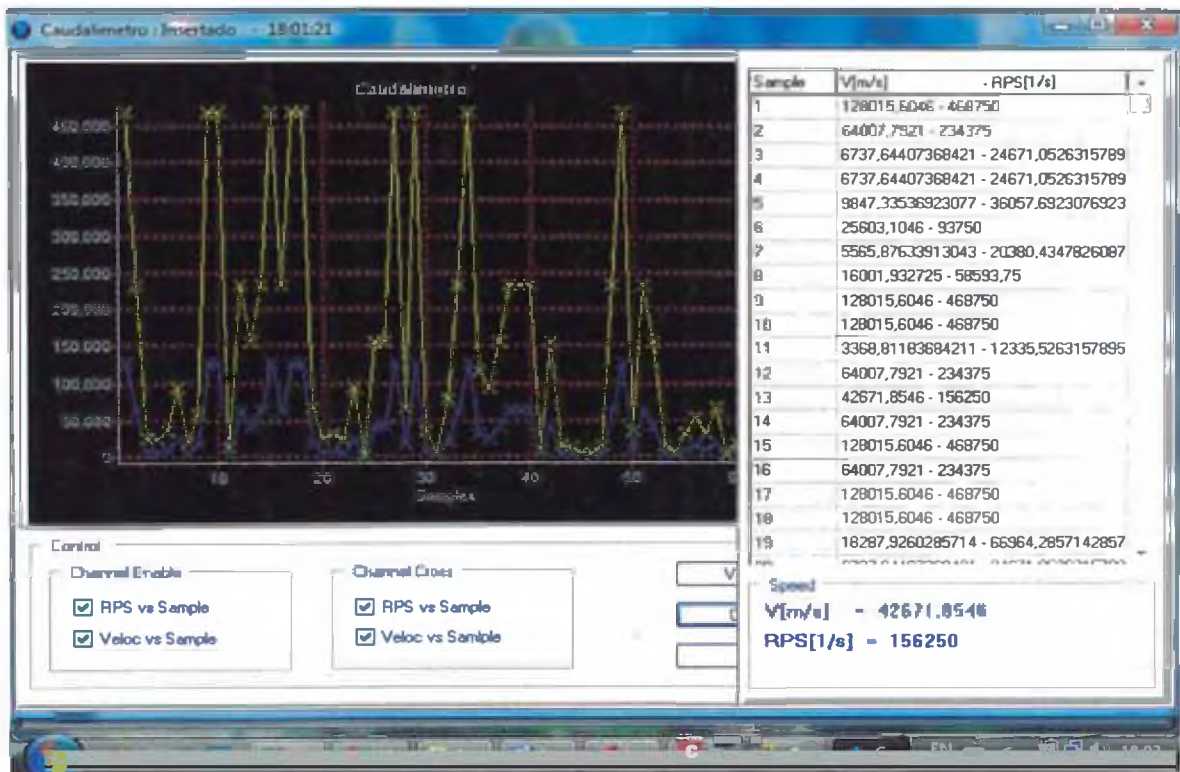 Caudalimetro : Insertado - 18:01:21
Caudalimetro
450.000
400.000
350.000
300.000
250.000
200.000
150.000
100.000
50.000
0
20
30
40
50
Samples
Sample V[m/s] - RPS[1/s]
1 128015,6046 - 468750
2 64007,7921 - 234375
3 6737,64407368421 - 24671,0526315789
4 6737,64407368421 - 24671,0526315789
5 9847,33536923077 - 36057,6923076923
6 25603,1046 - 93750
7 5565,87633913043 - 20380,4347826087
8 16001,932725 - 58593,75
9 128015,6046 - 468750
10 128015,6046 - 468750
11 3368,81183684211 - 12335,5263157895
12 64007,7921 - 234375
13 42671,8546 - 156250
14 64007,7921 - 234375
15 128015,6046 - 468750
16 64007,7921 - 234375
17 128015,6046 - 468750
18 128015,6046 - 468750
19 18287,9260285714 - 66964,2857142857
Control
Channel Enable
RPS vs Sample
Veloc vs Sample
Channel Cross
RPS vs Sample
Veloc vs Sample
V
Speed
V[m/s] = 42671,8546
RPS[1/s] = 156250
EN
18:02